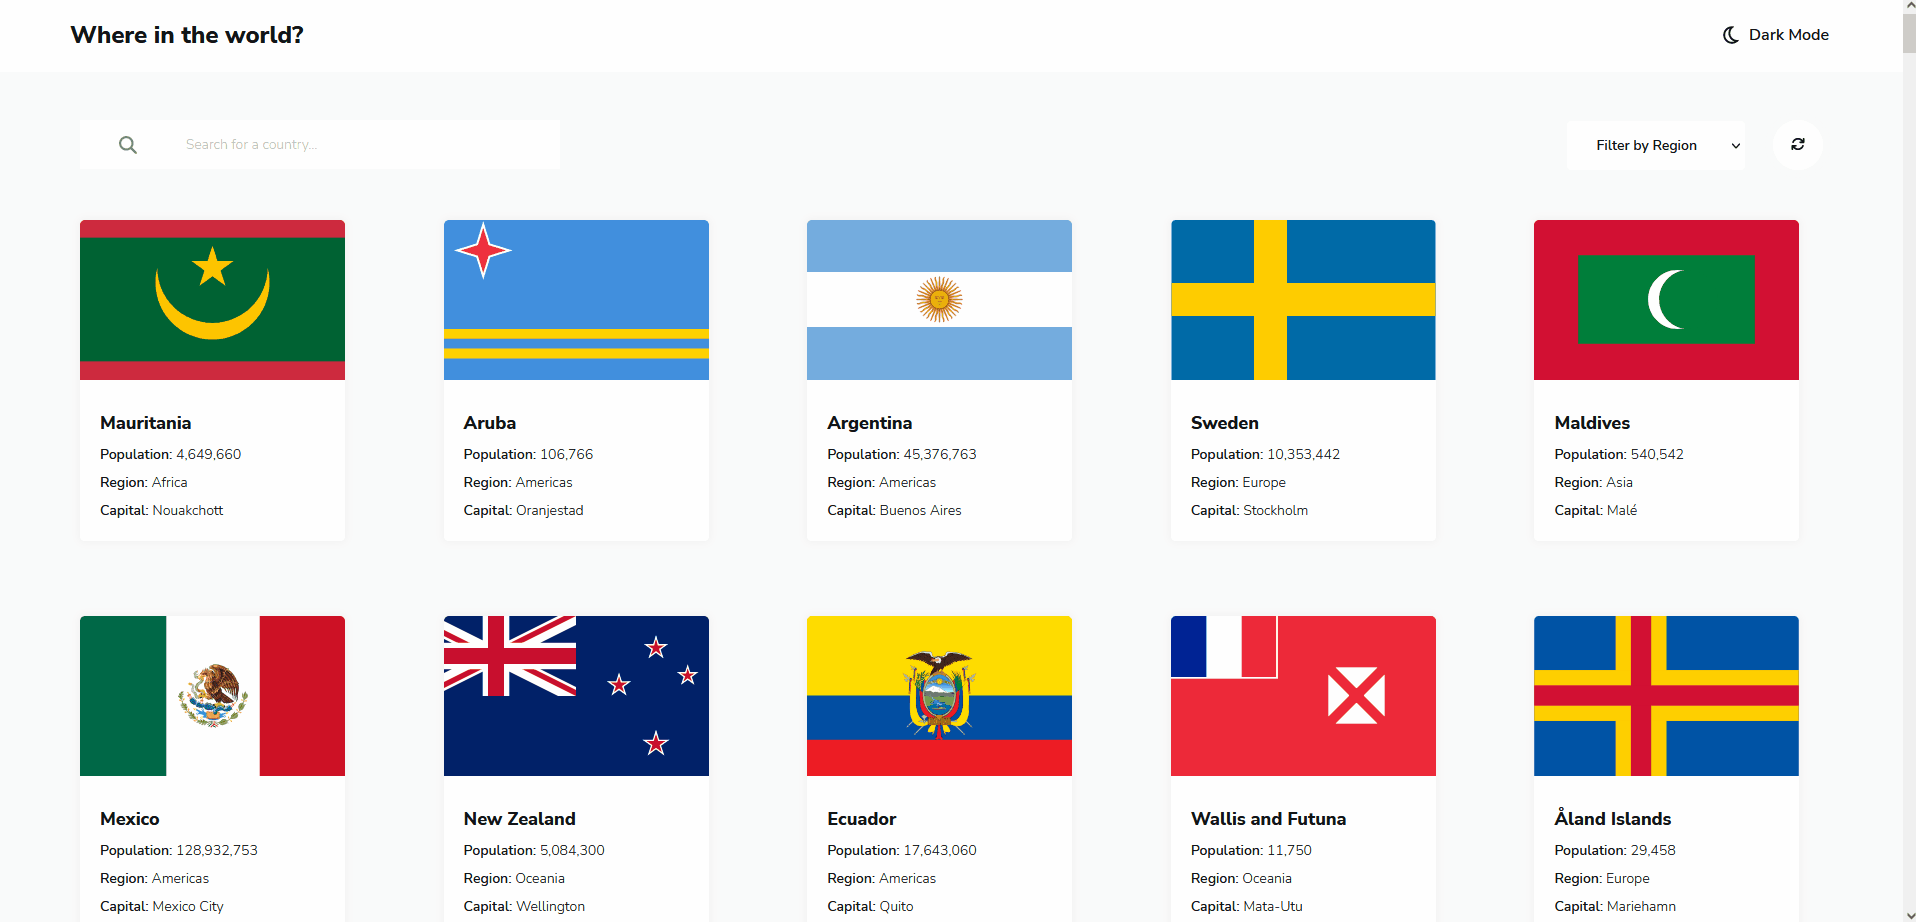 Where in the world?
Dark Mode
Search for a country...
Filter by Region
Mauritania
Population: 4,649,660
Region: Africa
Capital: Nouakchott
Aruba
Population: 106,766
Region: Americas
Capital: Oranjestad
Argentina
Population: 45,376,763
Region: Americas
Capital: Buenos Aires
Sweden
Population: 10,353,442
Region: Europe
Capital: Stockholm
Maldives
Population: 540,542
Region: Asia
Capital: Malé
Mexico
Population: 128,932,753
Region: Americas
Capital: Mexico City
New Zealand
Population: 5,084,300
Region: Oceania
Capital: Wellington
Ecuador
Population: 17,643,060
Region: Americas
Capital: Quito
Wallis and Futuna
Population: 11,750
Region: Oceania
Capital: Mata-Utu
Åland Islands
Population: 29,458
Region: Europe
Capital: Mariehamn